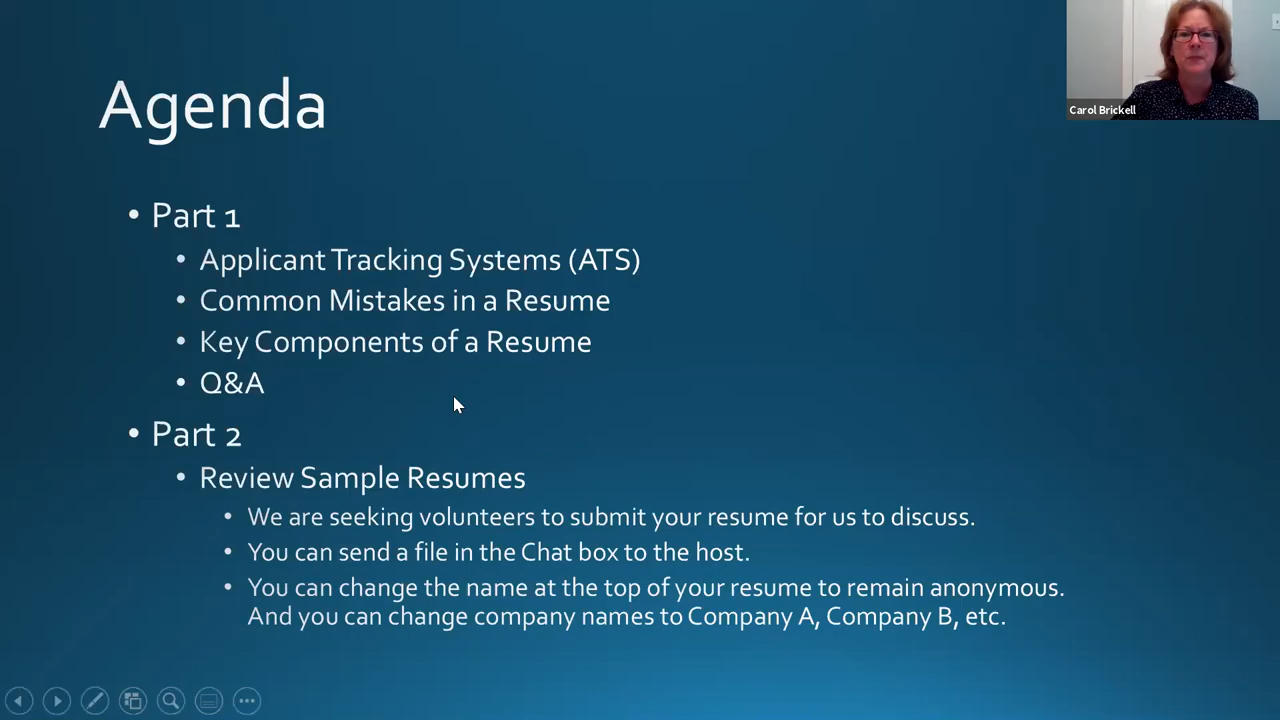 Agenda
Carol Brickell
• Part 1
• Applicant Tracking Systems (ATS)
• Common Mistakes in a Resume
• Key Components of a Resume
• Q&A
• Part 2
• Review Sample Resumes
• We are seeking volunteers to submit your resume for us to discuss.
• You can send a file in the Chat box to the host.
• You can change the name at the top of your resume to remain anonymous.
And you can change company names to Company A, Company B, etc.